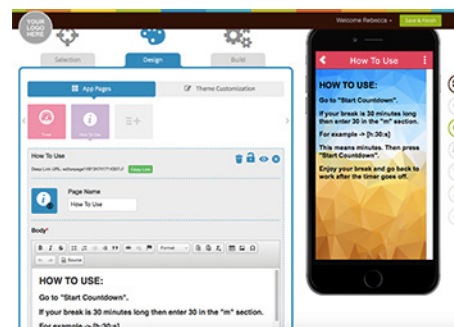 YOUR
LOGO
HERE
Welcome Rebecca
Save & Finish
Selection
Design
Build
App Pages
Theme Customization
How To Use
How To Use
Copy Link
Page Name
How To Use
Body*
B I S
Format
Source
HOW TO USE:
Go to "Start Countdown".
If your break is 30 minutes long then enter 30 in the "m" section.
For example -> [h:30:s]
How To Use
HOW TO USE:
Go to "Start Countdown".
If your break is 30 minutes long
then enter 30 in the "m" section.
For example -> [h:30:s]
This means minutes. Then press
"Start Countdown".
Enjoy your break and go back to
work after the timer goes off.